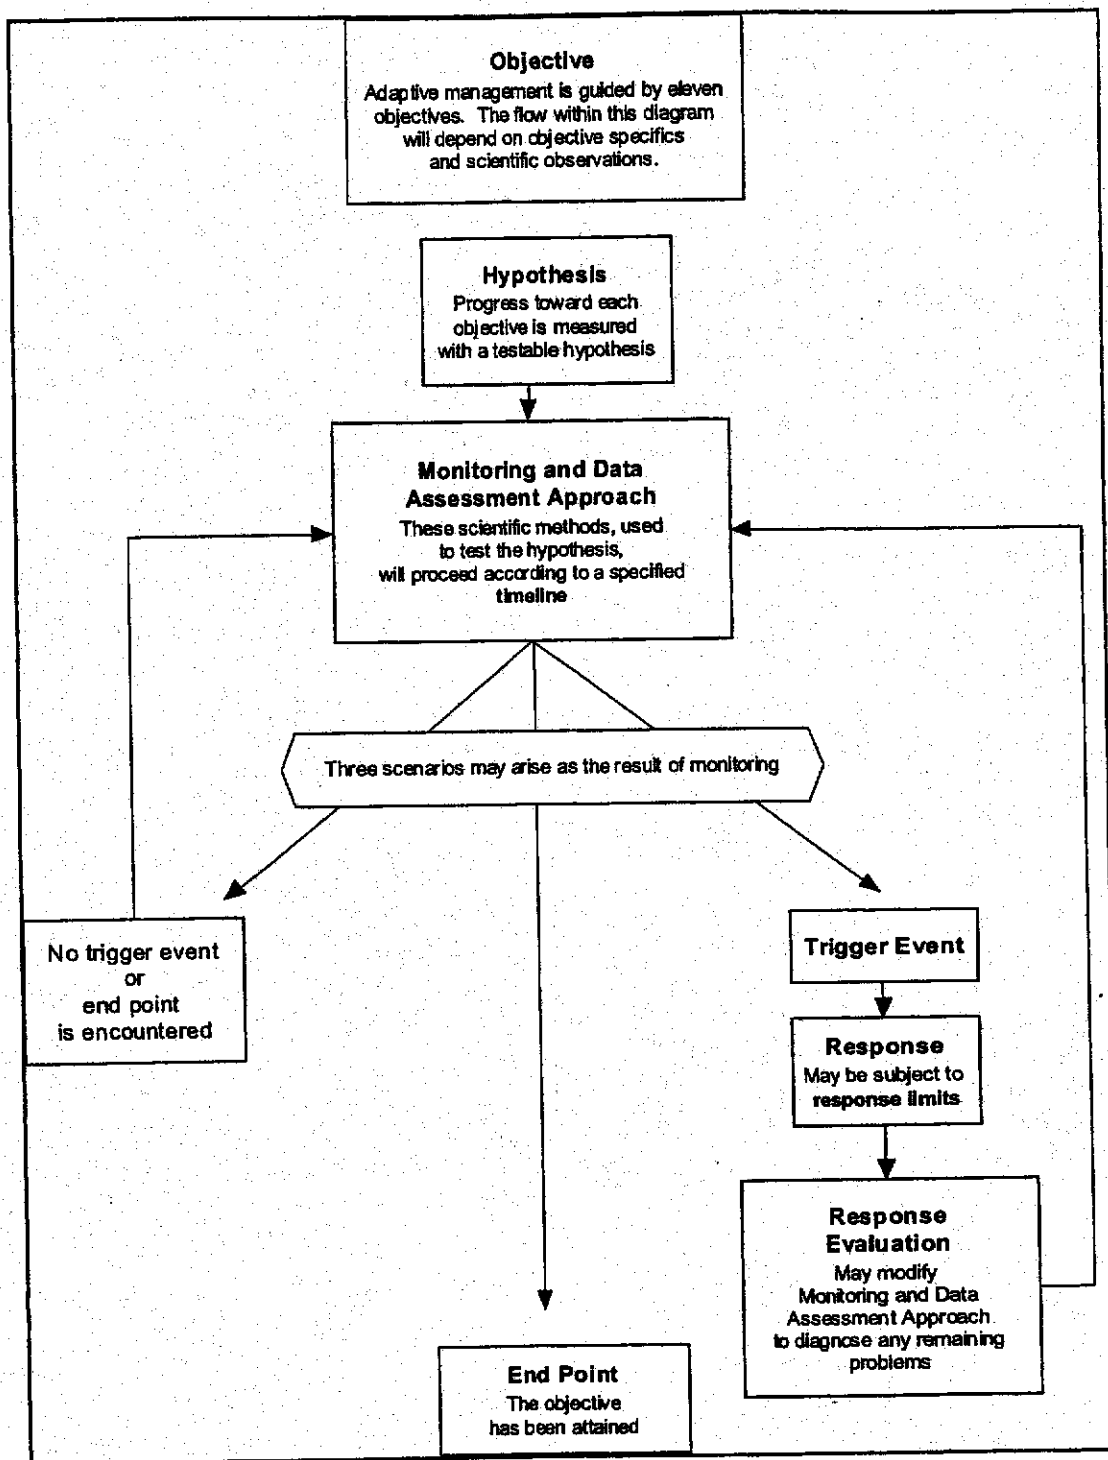 Objective
Adaptive management is guided by eleven
objectives. The flow within this diagram
will depend on objective specifics
and scientific observations.
Hypothesis
Progress toward each
objective is measured
with a testable hypothesis
Monitoring and Data
Assessment Approach
These scientific methods, used
to test the hypothesis,
will proceed according to a specified
timeline
Three scenarios may arise as the result of monitoring
No trigger event
or
end point
is encountered
Trigger Event
Response
May be subject to
response limits
Response
Evaluation
May modify
Monitoring and Data
Assessment Approach
to diagnose any remaining
problems
End Point
The objective
has been attained